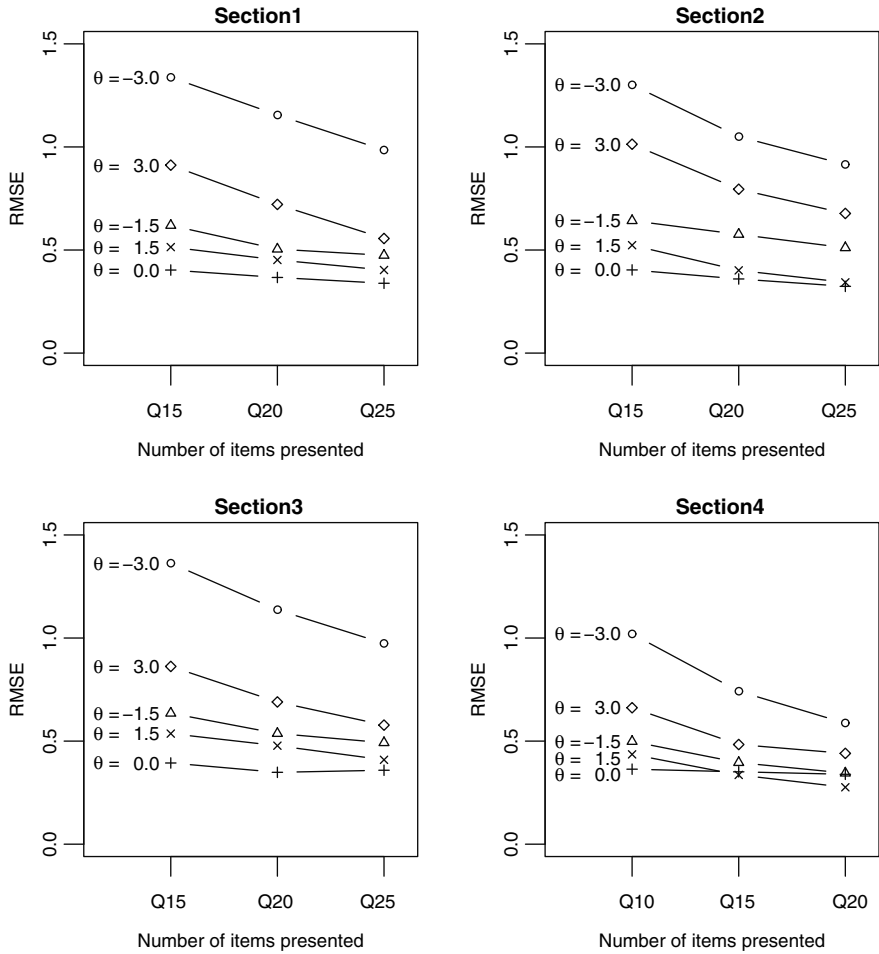 Section1
RMSE
1.5
1.0
0.5
0.0
θ = −3.0
θ = 3.0
θ = −1.5
θ = 1.5
θ = 0.0
Q15 Q20 Q25
Number of items presented
Section2
RMSE
1.5
1.0
0.5
0.0
θ = −3.0
θ = 3.0
θ = −1.5
θ = 1.5
θ = 0.0
Q15 Q20 Q25
Number of items presented
Section3
RMSE
1.5
1.0
0.5
0.0
θ = −3.0
θ = 3.0
θ = −1.5
θ = 1.5
θ = 0.0
Q15 Q20 Q25
Number of items presented
Section4
RMSE
1.5
1.0
0.5
0.0
θ = −3.0
θ = 3.0
θ = −1.5
θ = 1.5
θ = 0.0
Q10 Q15 Q20
Number of items presented